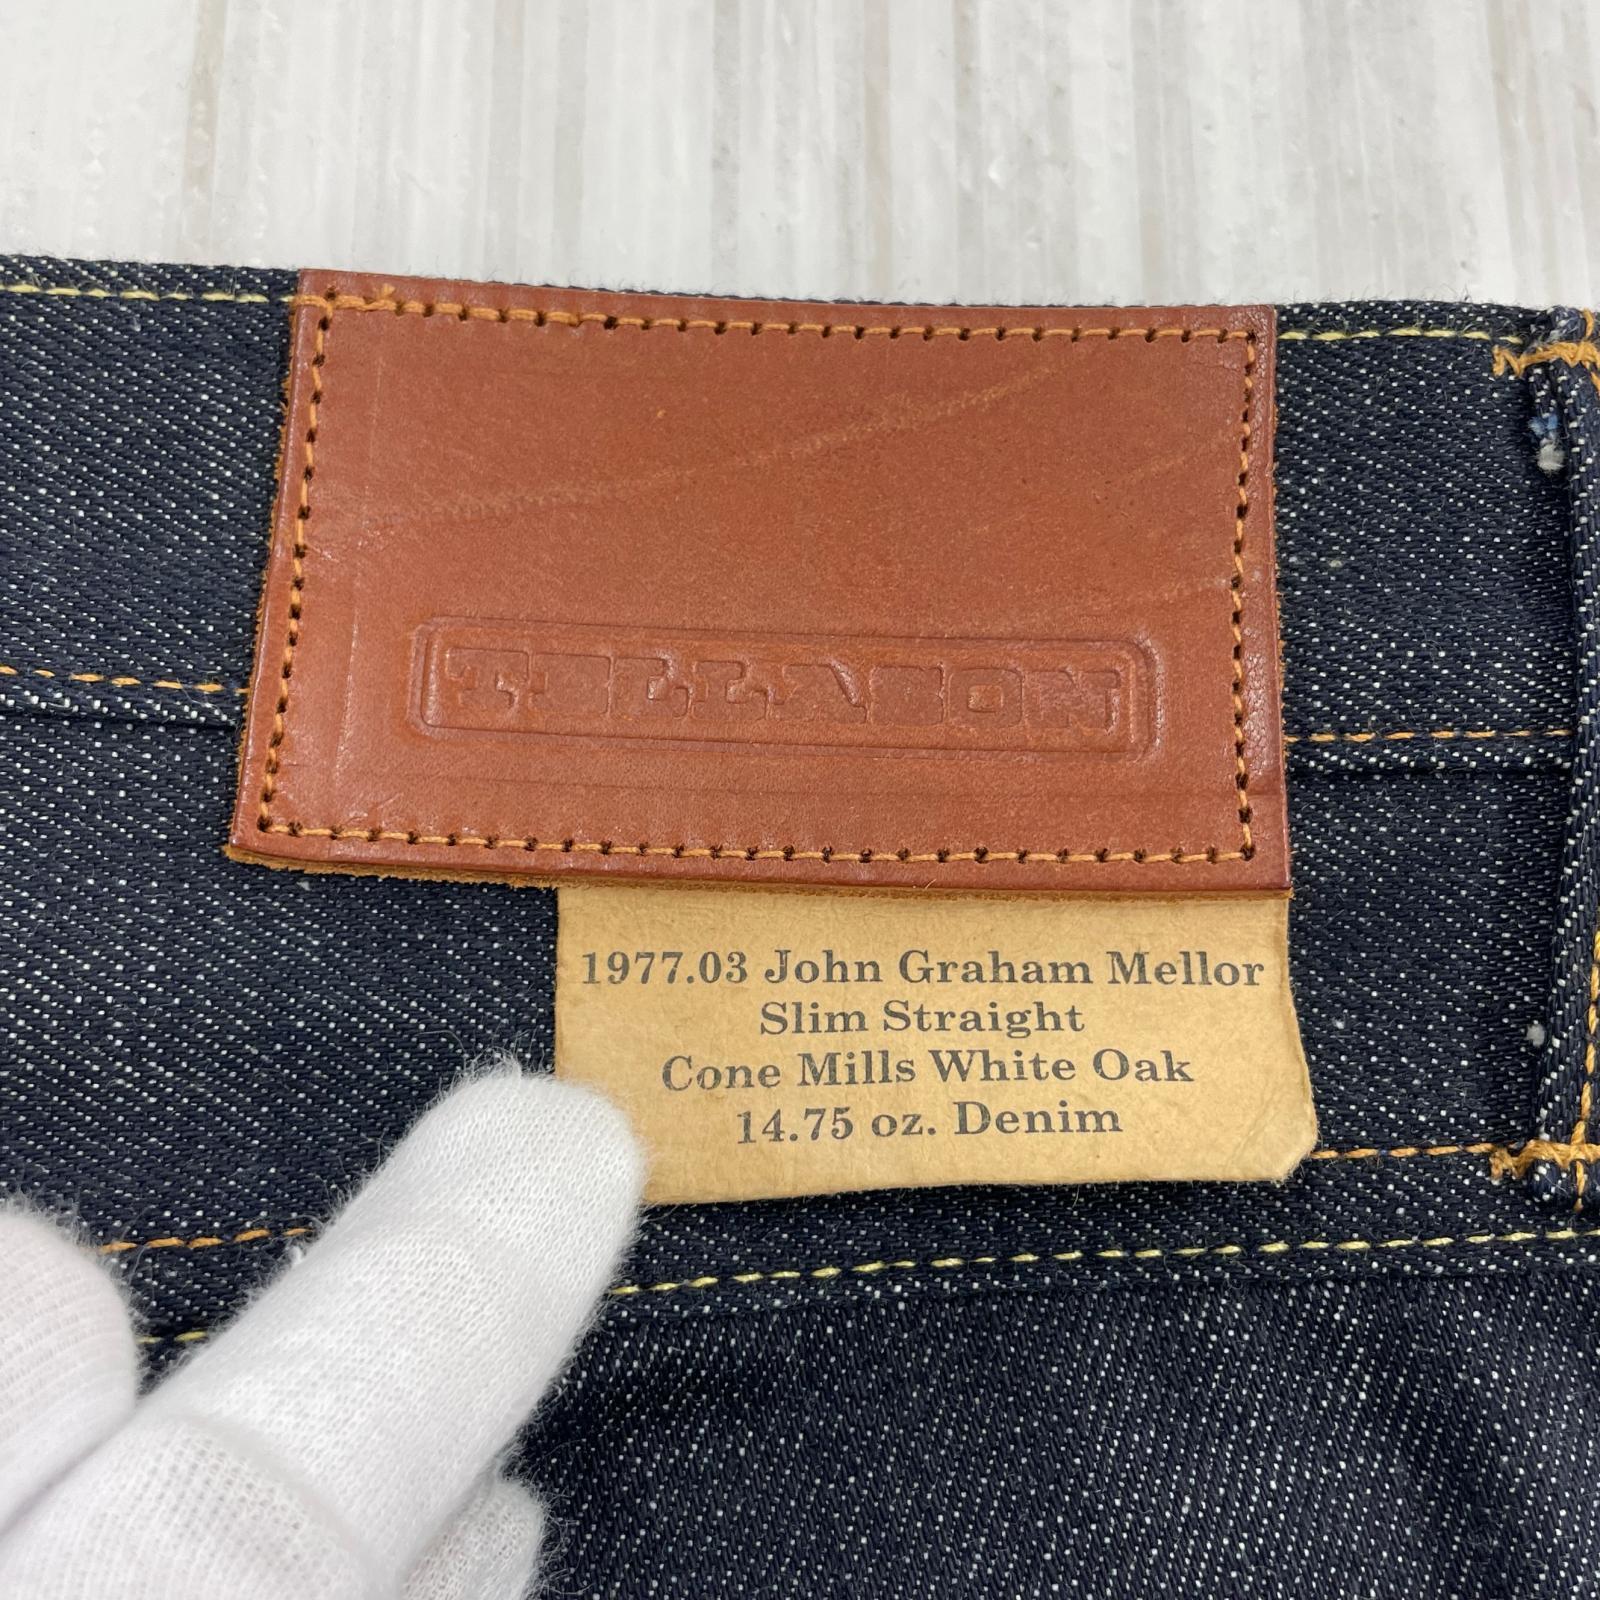 TELLASON
1977.03 John Graham Mellor
Slim Straight
Cone Mills White Oak
14.75 oz. Denim